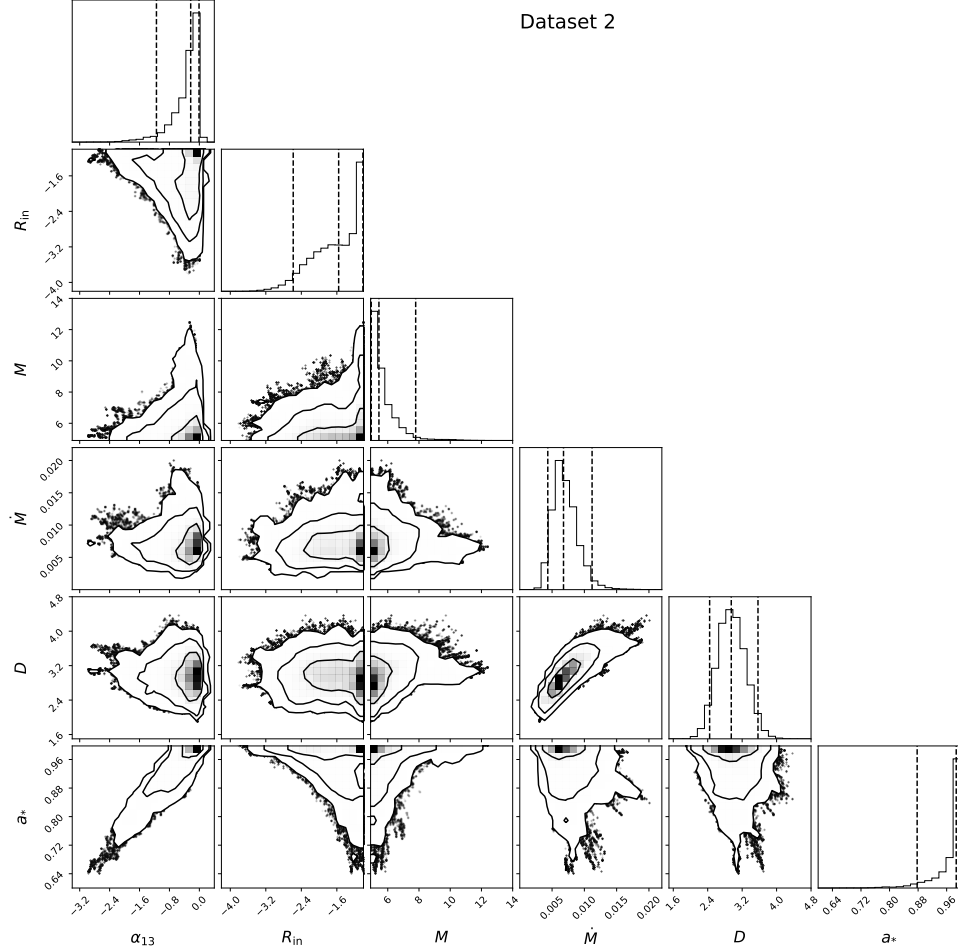 Dataset 2
R_in
−1.6
−2.4
−3.2
−4.0
M
14
12
10
8
6
Ṁ
0.020
0.015
0.010
0.005
D
4.8
4.0
3.2
2.4
1.6
a_*
0.96
0.88
0.80
0.72
0.64
−3.2 −2.4 −1.6 −0.8 0.0
−4.0 −3.2 −2.4 −1.6
6 8 10 12 14
0.005 0.010 0.015 0.020
1.6 2.4 3.2 4.0 4.8
0.64 0.72 0.80 0.88 0.96
α_13 R_in M Ṁ D a_*